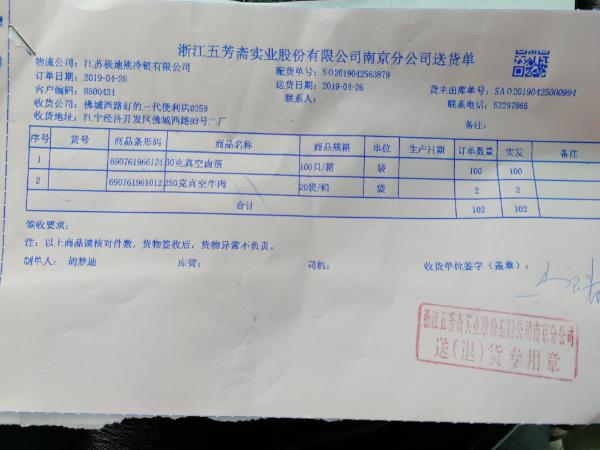 浙江五芳斋实业股份有限公司南京分公司送货单
物流公司：江苏极地熊冷链有限公司
配货单号：SO2019042563879
货主出库单号：SAO20190425000994
订单日期：2019-04-26
送货日期：2019-04-26
联系电话：52297865
客户编码：8800431
联系人：
收货公司：佛城西路的一代便利店0259
备注：
收货地址：江宁经济开发区佛城西路93号二厂
序号 货号 商品条形码 商品名称 商品规格 单位 生产日期 订单数量 实发 备注
1 690761966124 30克真空卤蛋 100只/箱 袋 100 100
2 690761961012 250克真空牛肉 20袋/箱 袋 2 2
合计 102 102
签收要求：
注：以上商品请核对件数，货物签收后，货物异常不负责。
制单人：胡梦迪 库管： 司机： 收货单位签字（盖章）：
浙江五芳斋实业股份有限公司南京分公司
送（退）货专用章